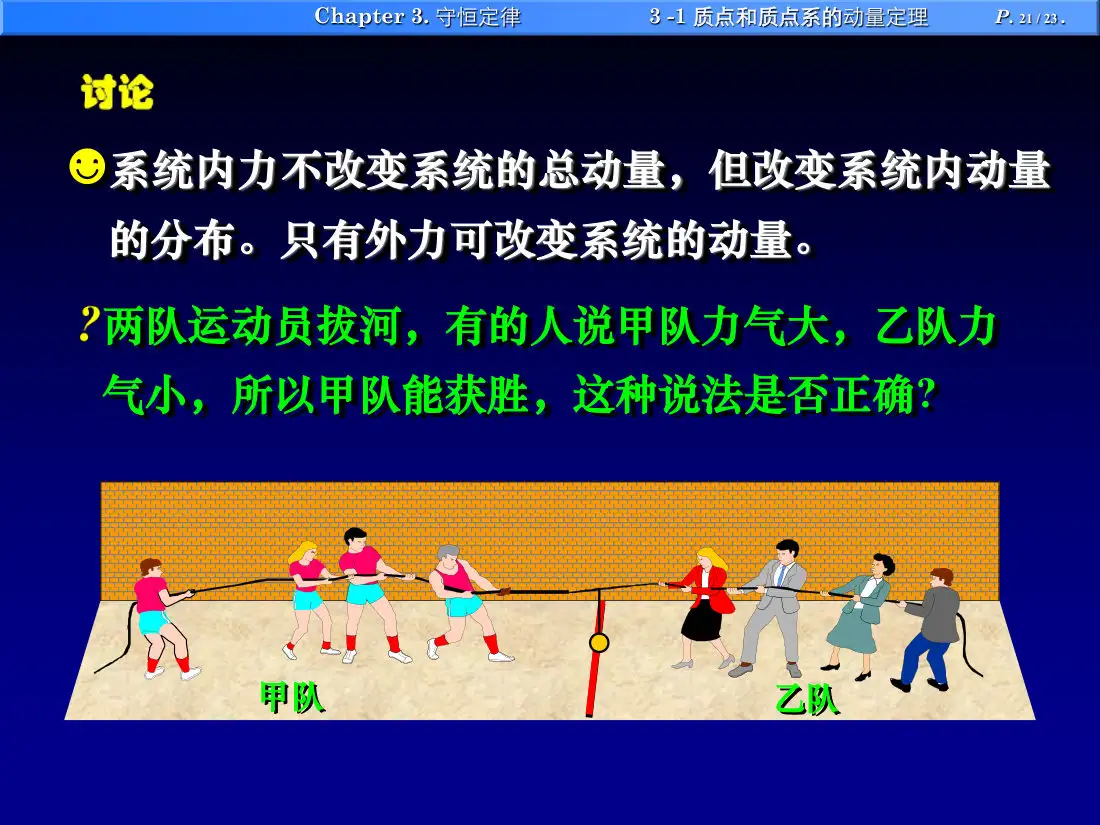 Chapter 3. 守恒定律 3 -1 质点和质点系的动量定理 P. 21 / 23 .
讨论
系统内力不改变系统的总动量，但改变系统内动量
的分布。只有外力可改变系统的动量。
?两队运动员拔河，有的人说甲队力气大，乙队力
气小，所以甲队能获胜，这种说法是否正确?
甲队 乙队